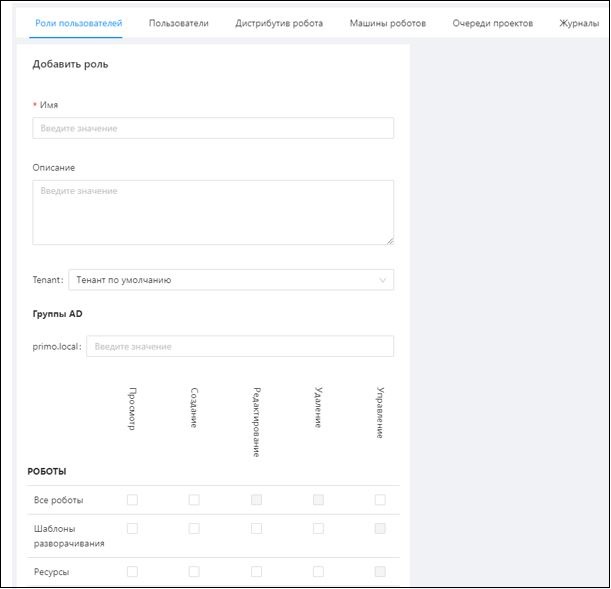 Роли пользователей Пользователи Дистрибутив робота Машины роботов Очереди проектов Журналы
Добавить роль
* Имя
Введите значение
Описание
Введите значение
Tenant: Тенант по умолчанию
Группы AD
primo.local: Введите значение
Просмотр Создание Редактирование Удаление Управление
РОБОТЫ
Все роботы
Шаблоны
разворачивания
Ресурсы